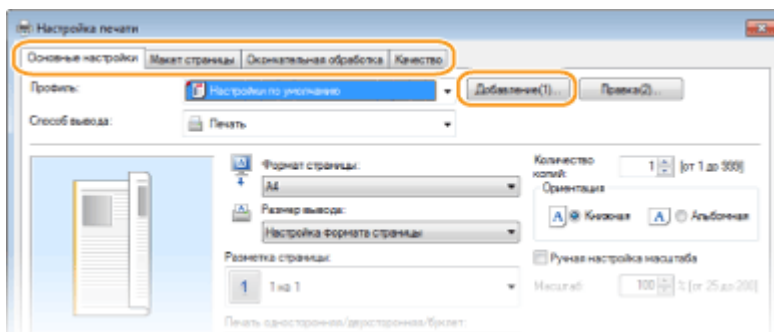 Настройка печати
Основные настройки Макет страницы Окончательная обработка Качество
Профиль: Настройки по умолчанию Добавление(1)... Правка(2)...
Способ вывода: Печать
Формат страницы:
A4
Размер вывода:
Настройка формата страницы
Количество копий: 1 [от 1 до 999]
Ориентация
A Книжная A Альбомная
Разметка страницы:
1 1 на 1
Ручная настройка масштаба
Масштаб: 100 % [от 25 до 200]
Печать односторонняя/двухсторонняя/буклет: